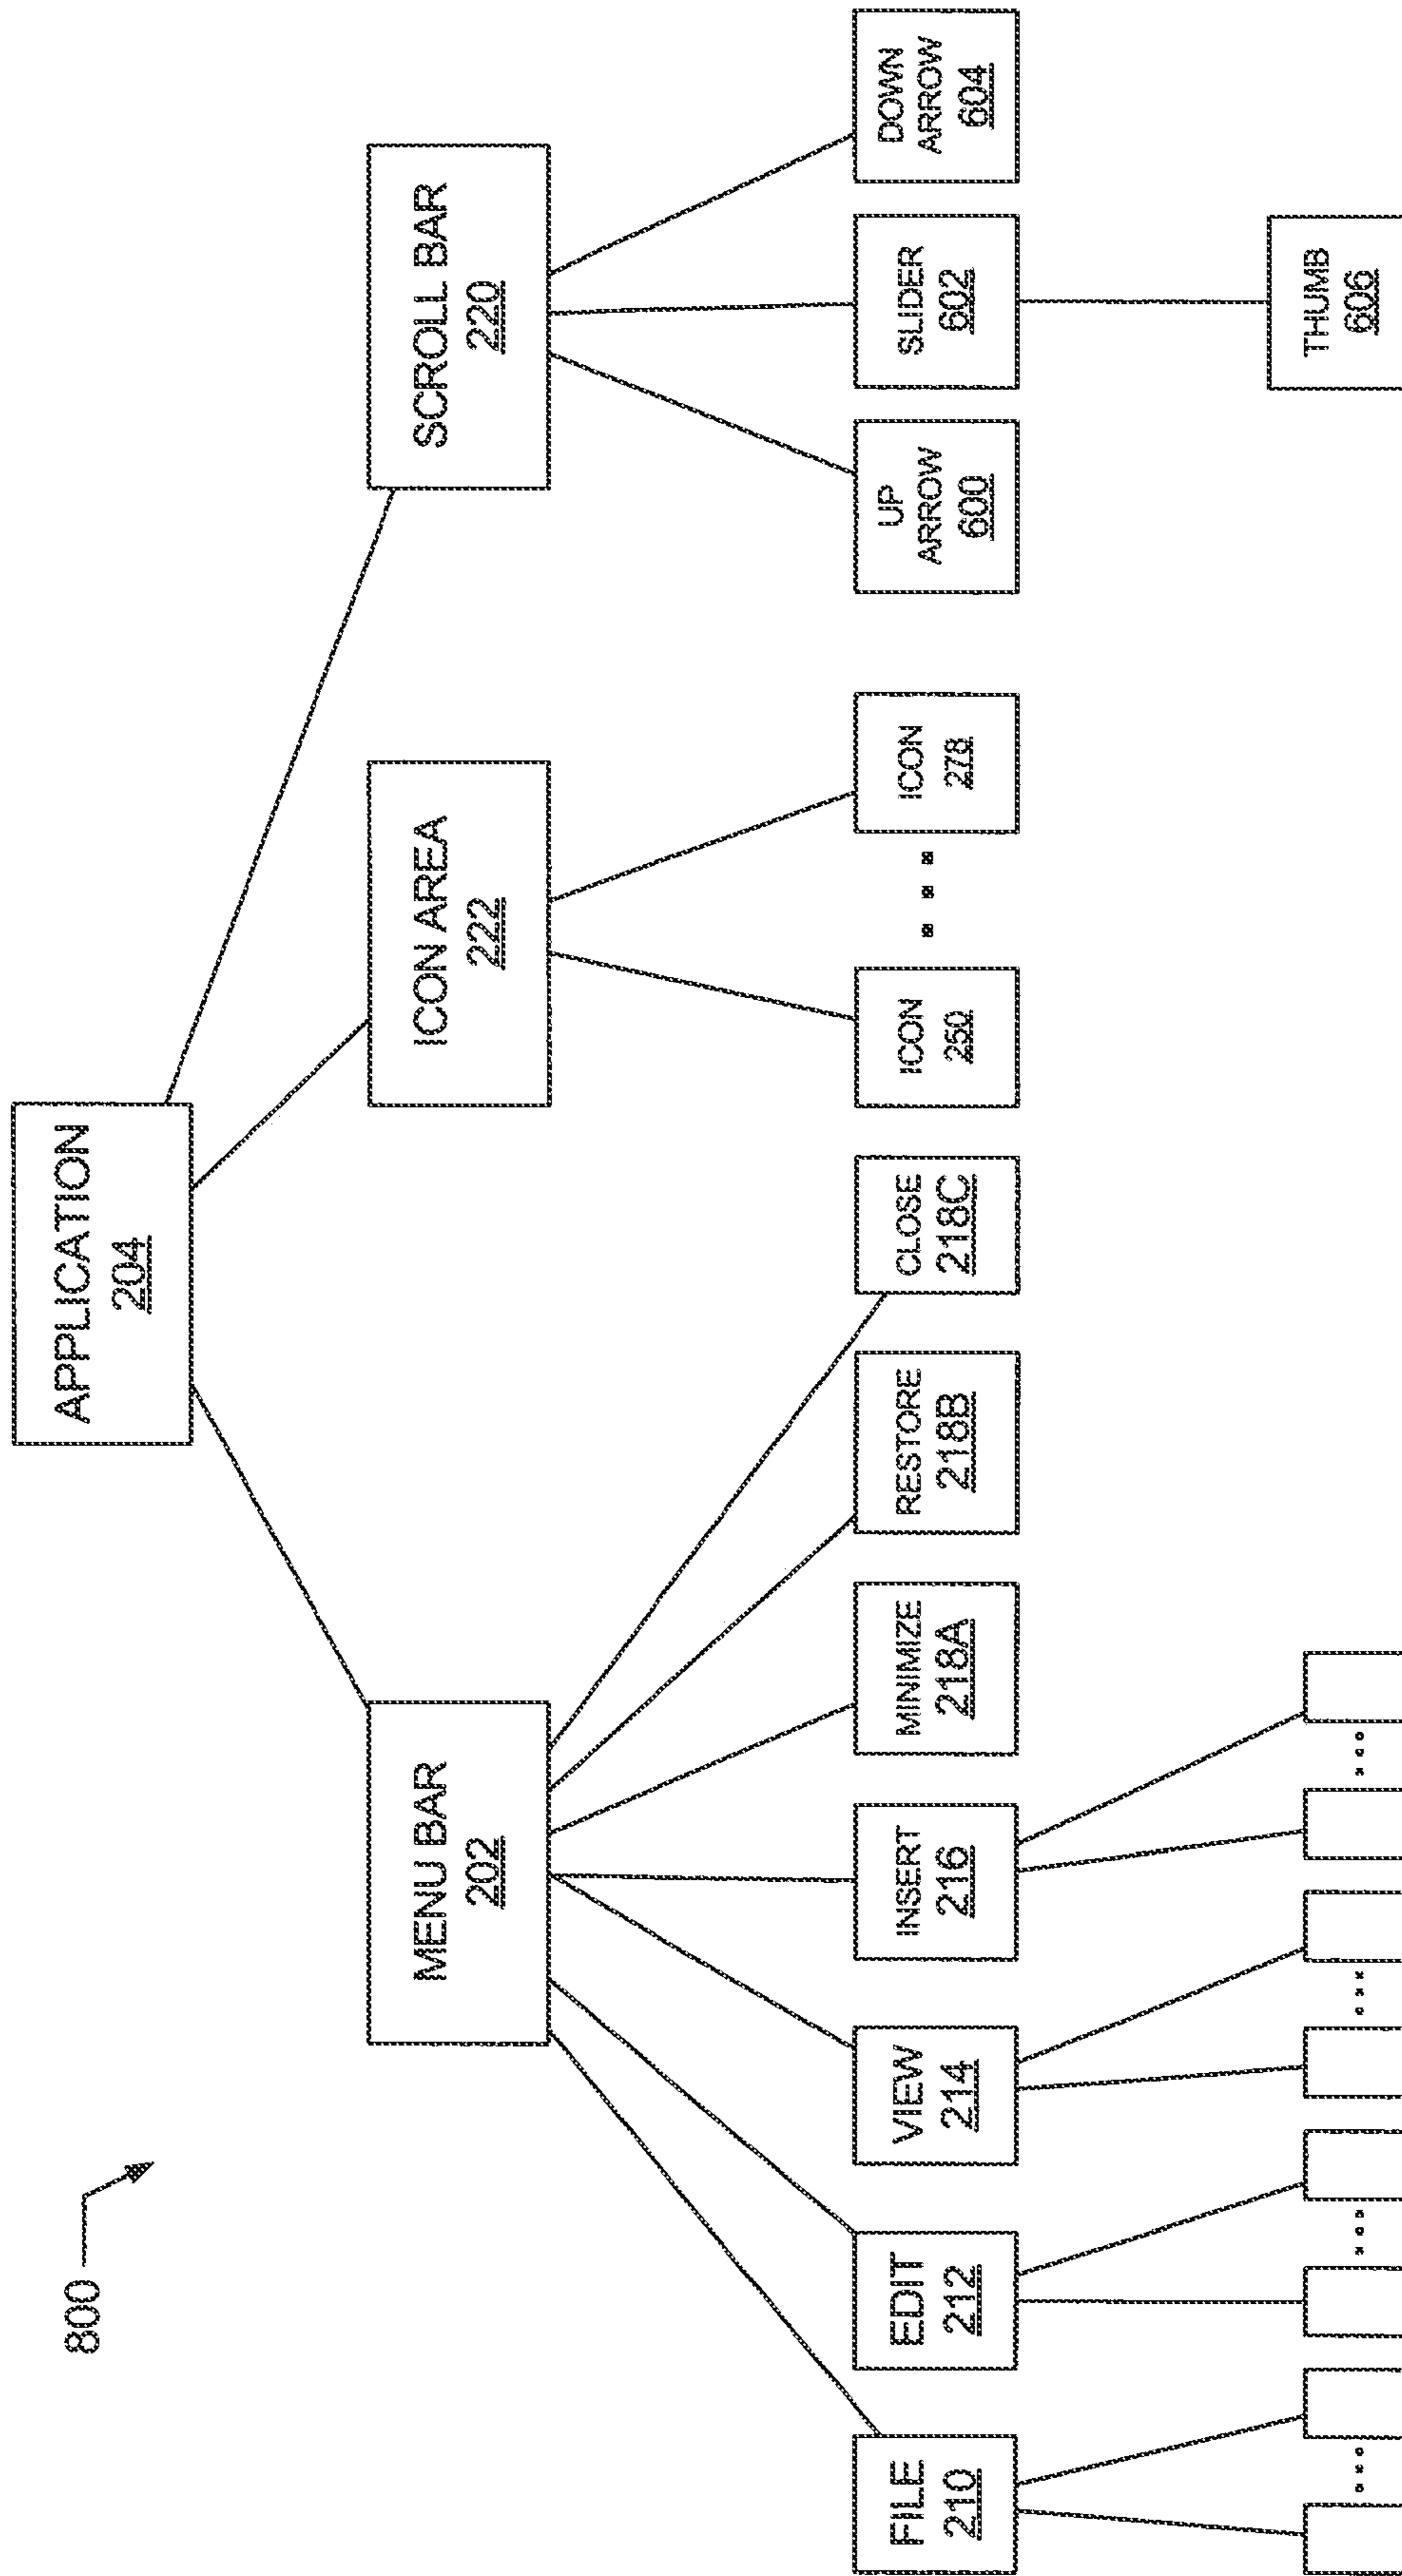 800
APPLICATION
204
MENU BAR
202
ICON AREA
222
SCROLL BAR
220
FILE
210
EDIT
212
VIEW
214
INSERT
216
MINIMIZE
218A
RESTORE
218B
CLOSE
218C
ICON
250
ICON
278
UP
ARROW
600
SLIDER
602
DOWN
ARROW
604
THUMB
606